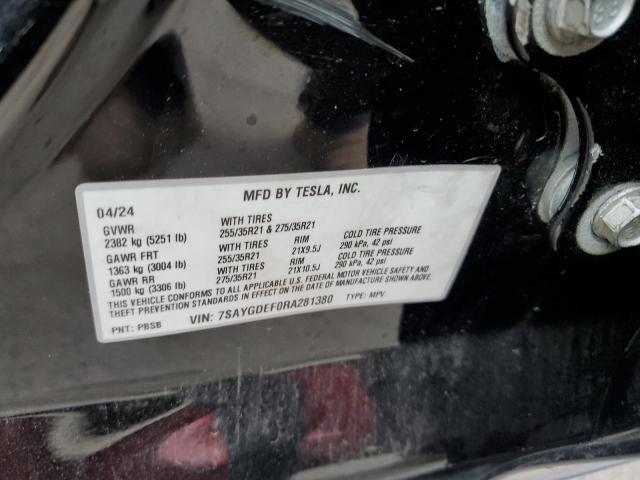 MFD BY TESLA, INC.
04/24
GVWR WITH TIRES
2382 kg (5251 lb) 255/35R21 & 275/35R21
GAWR FRT WITH TIRES RIM COLD TIRE PRESSURE
1363 kg (3004 lb) 255/35R21 21X9.5J 290 kPa, 42 psi
GAWR RR WITH TIRES RIM COLD TIRE PRESSURE
1500 kg (3306 lb) 275/35R21 21X10.5J 290 kPa, 42 psi
THIS VEHICLE CONFORMS TO ALL APPLICABLE U.S. FEDERAL MOTOR VEHICLE SAFETY AND
THEFT PREVENTION STANDARDS IN EFFECT ON THE DATE OF MANUFACTURE SHOWN ABOVE.
PNT: PBSB VIN: 7SAYGDEF0RA281380 TYPE: MPV